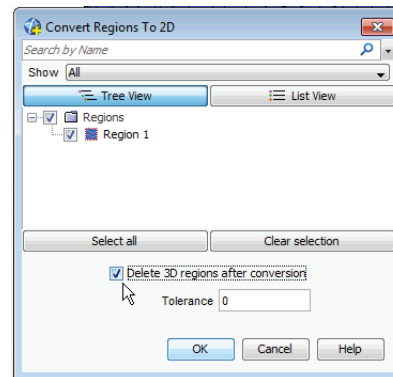 Convert Regions To 2D
Search by Name
Show All
Tree View List View
Regions
Region 1
Select all Clear selection
Delete 3D regions after conversion
Tolerance 0
OK Cancel Help